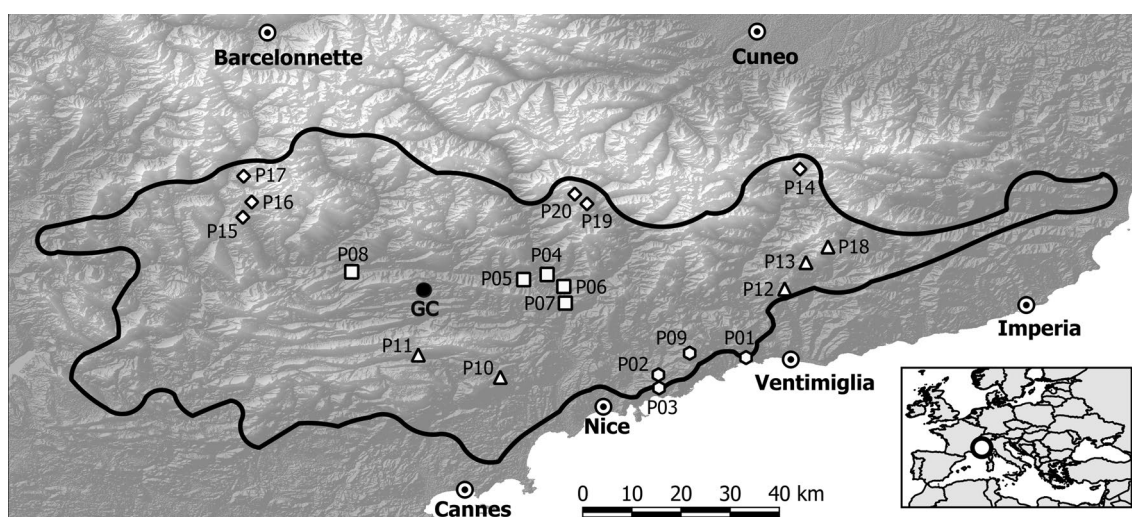 Barcelonnette
Cuneo
P17
P16
P15
P14
P20
P19
P18
P08
P04
P13
P05
P06
P07
GC
P12
Imperia
P11
P09
P01
P10
P02
Ventimiglia
P03
Nice
0 10 20 30 40 km
Cannes